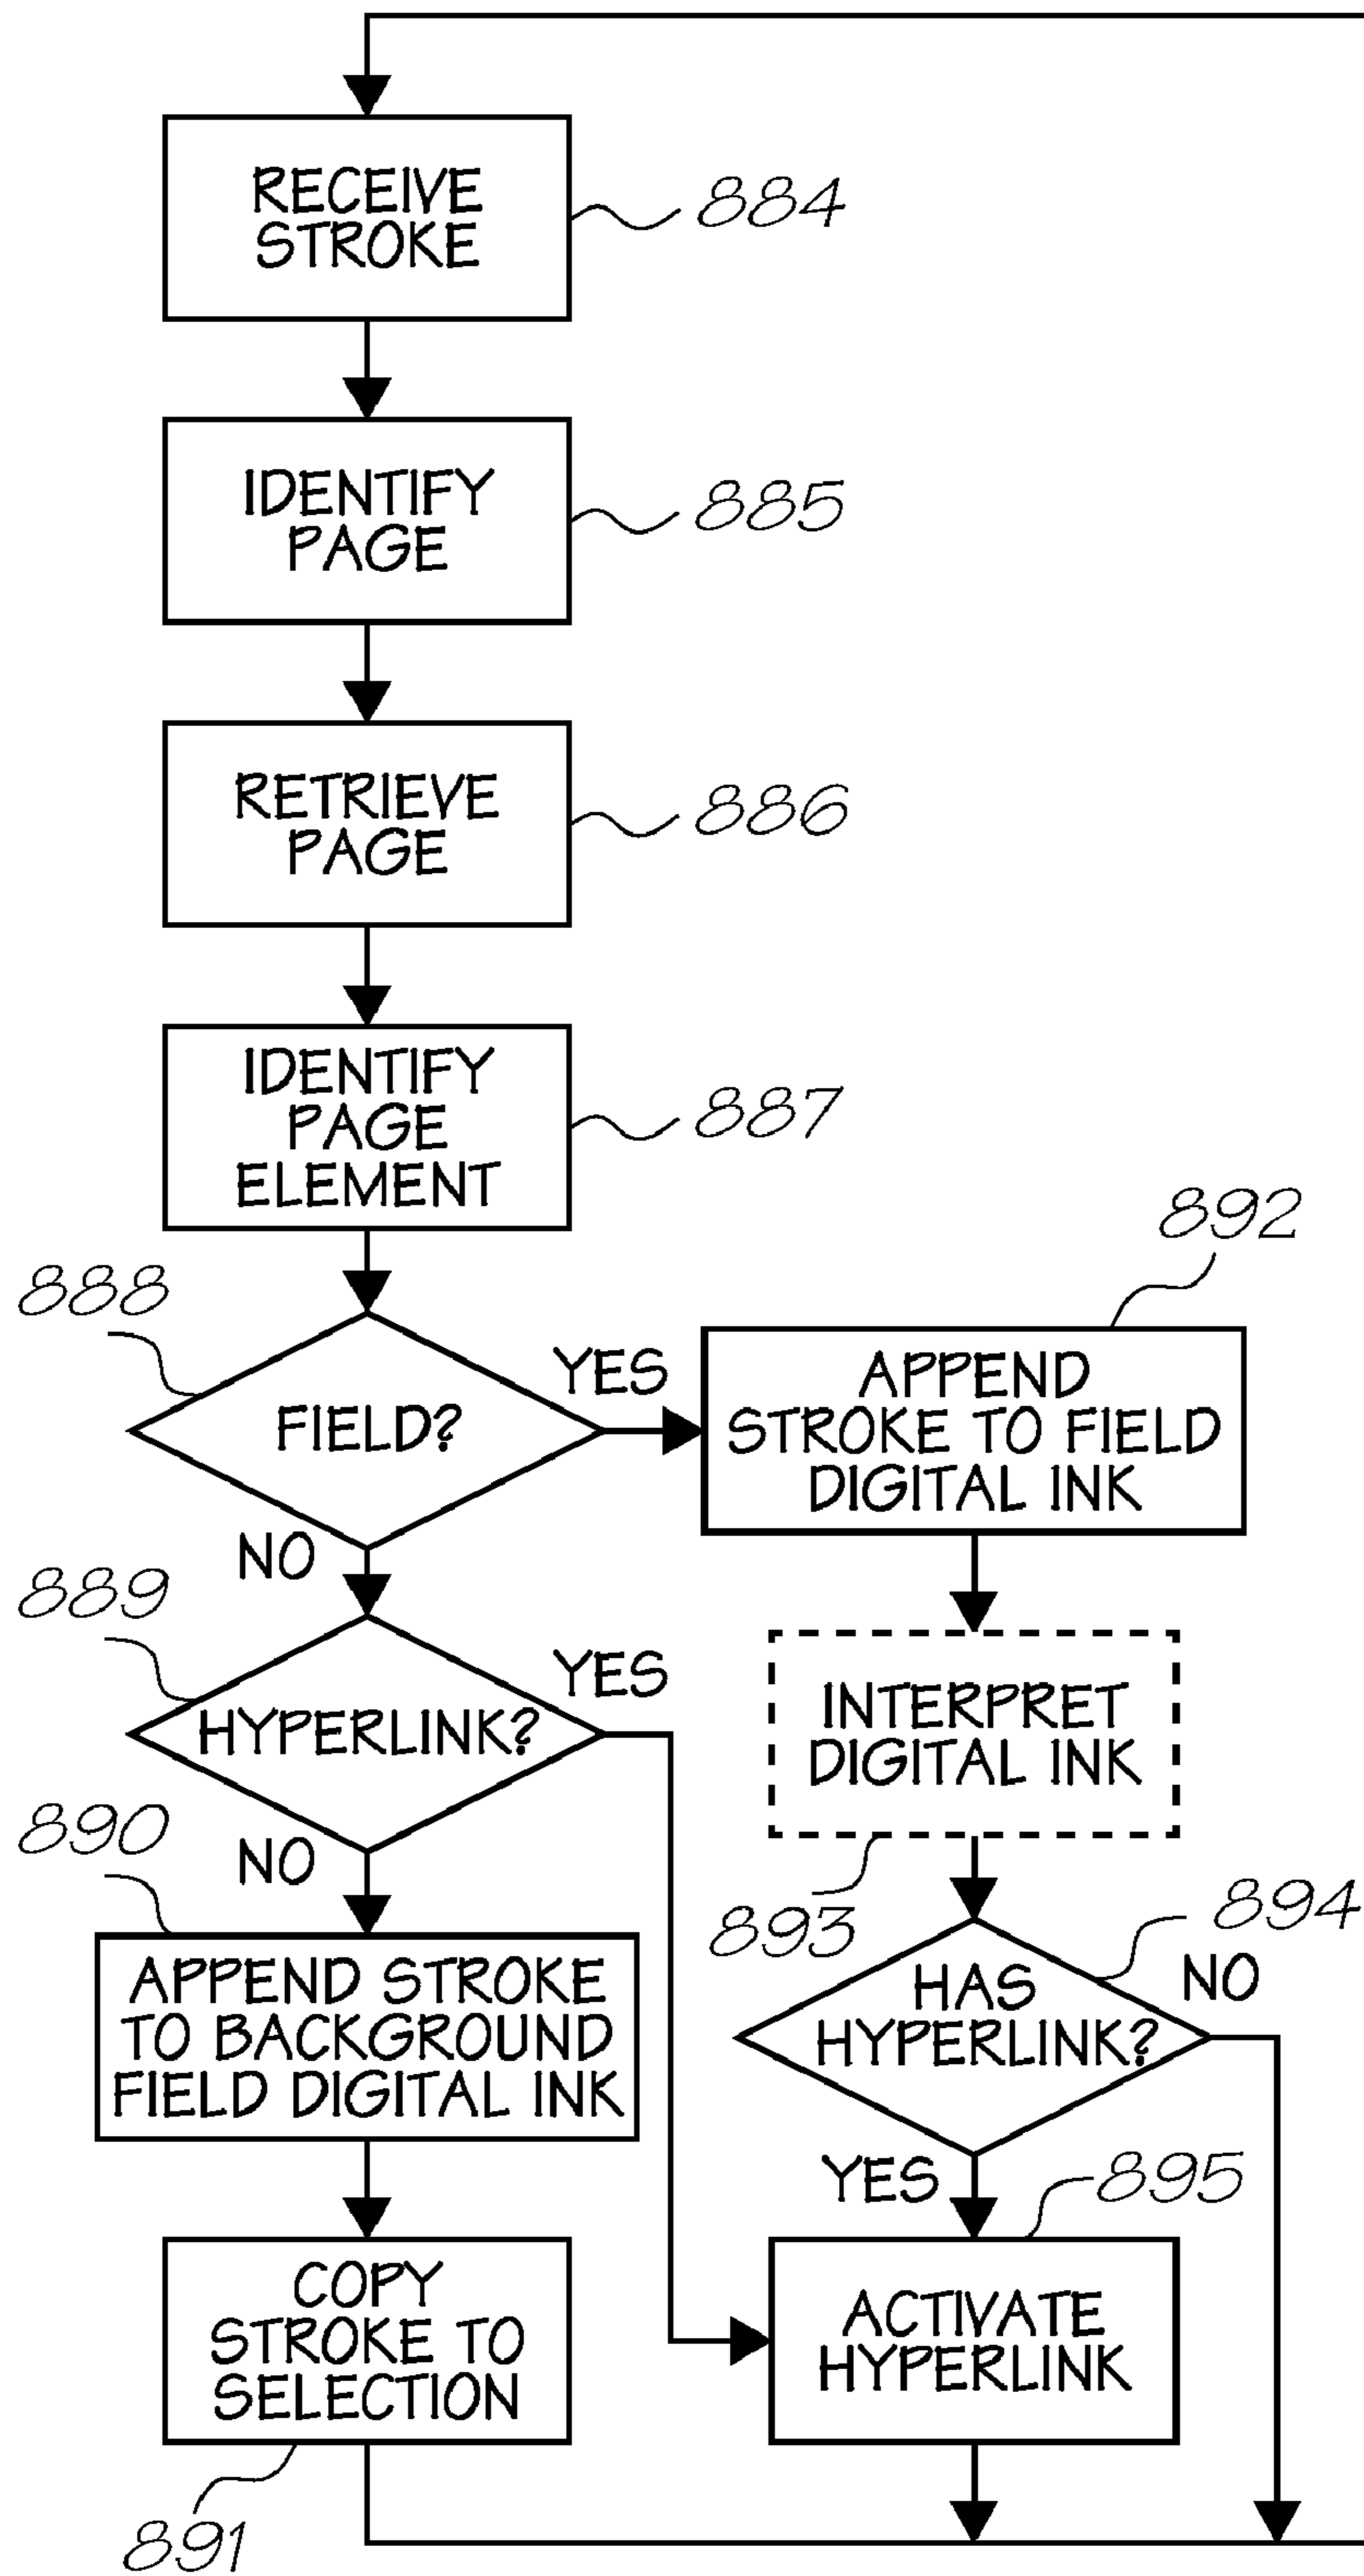 RECEIVE
STROKE
884
IDENTIFY
PAGE
885
RETRIEVE
PAGE
886
IDENTIFY
PAGE
ELEMENT
887
888
FIELD?
YES
NO
892
APPEND
STROKE TO FIELD
DIGITAL INK
889
HYPERLINK?
YES
NO
INTERPRET
DIGITAL INK
893
890
APPEND STROKE
TO BACKGROUND
FIELD DIGITAL INK
894
HAS
HYPERLINK?
NO
YES
895
COPY
STROKE TO
SELECTION
891
ACTIVATE
HYPERLINK